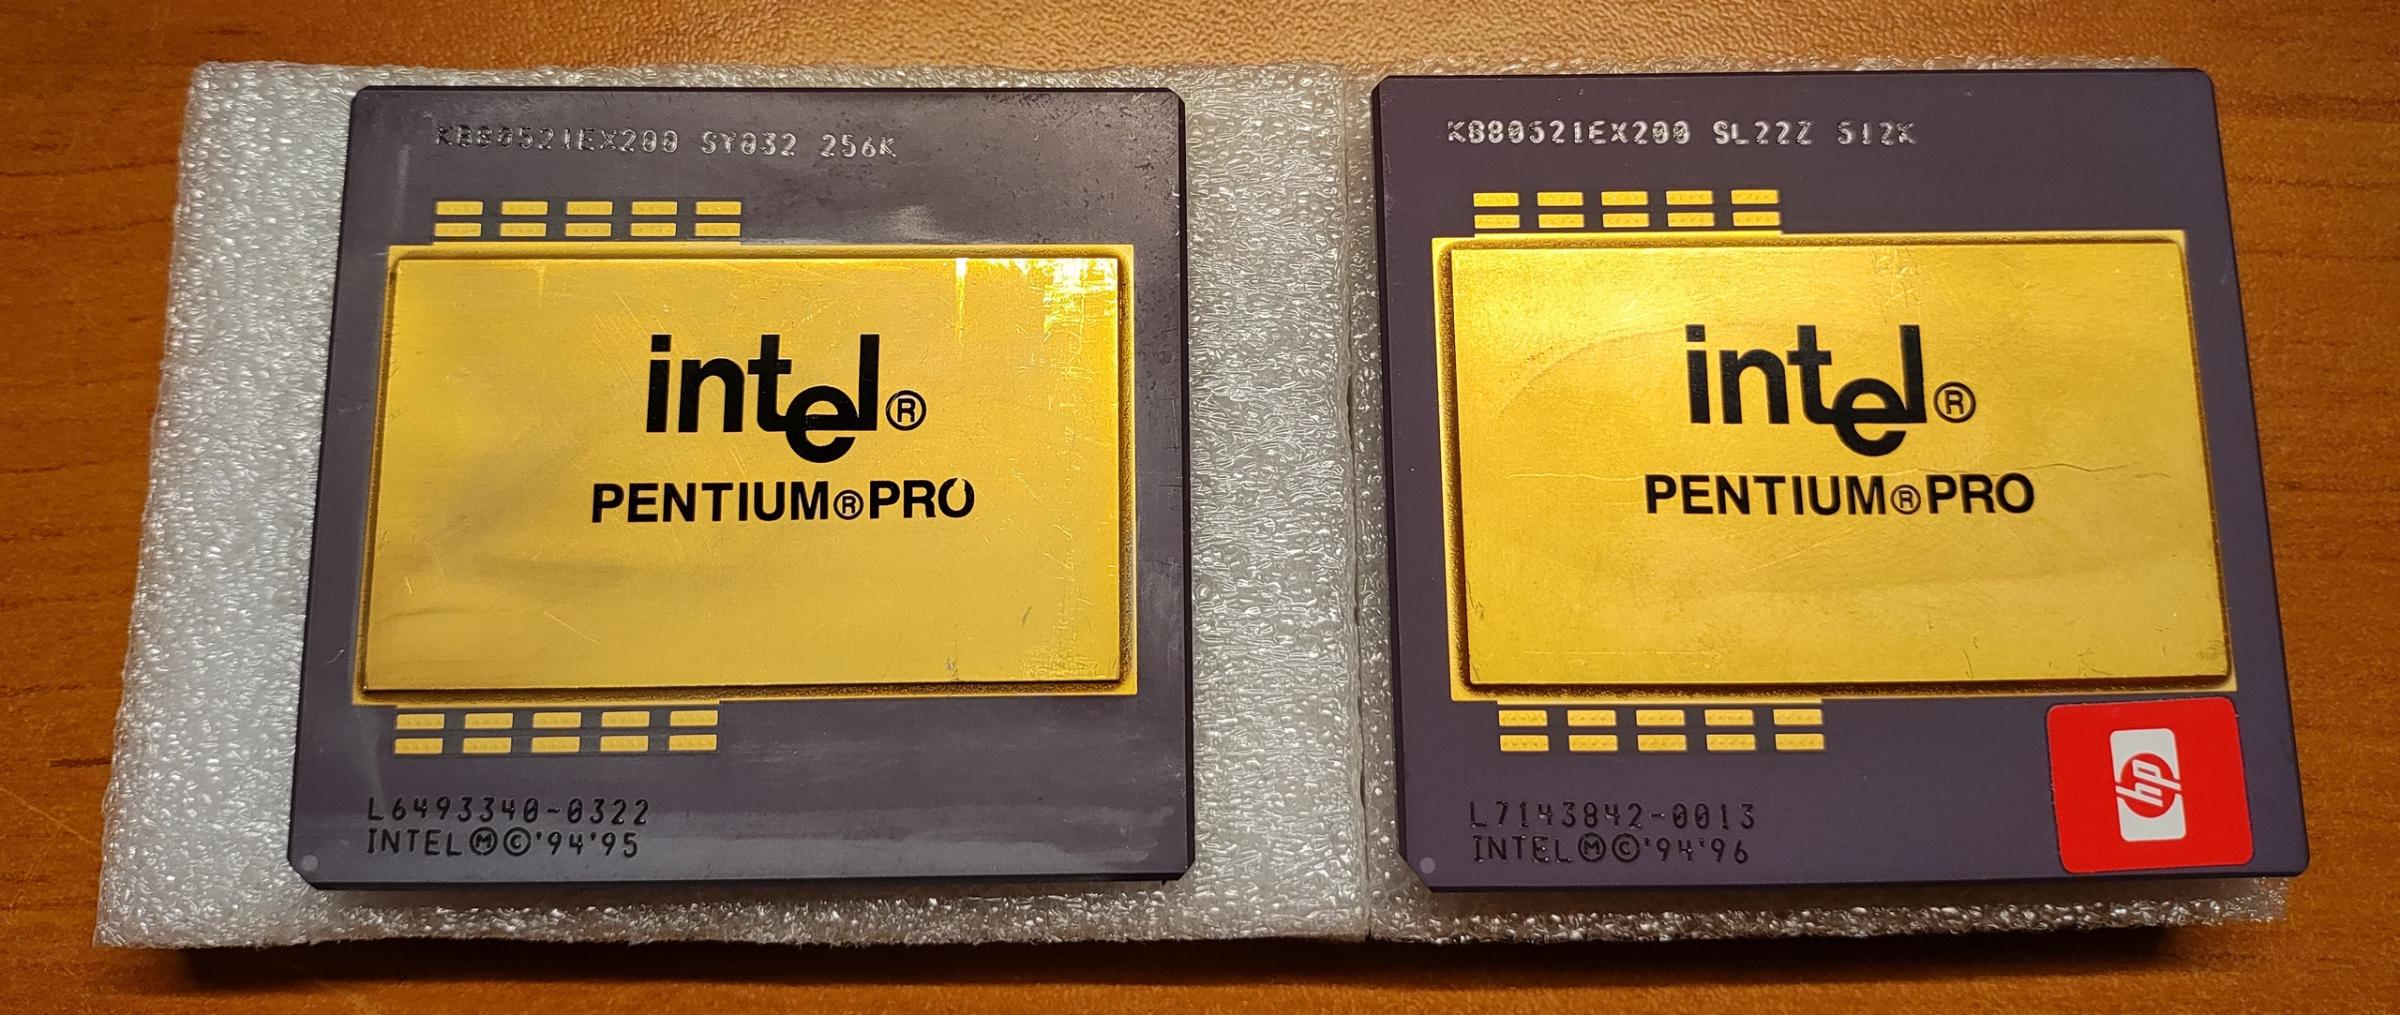 KB80521EX200 SY032 256K
intel®
PENTIUM®PRO
L6493340-0322
INTEL Ⓜ©'94'95
KB80521EX200 SL22Z 512K
intel®
PENTIUM®PRO
L7143842-0013
INTEL Ⓜ©'94'96
hp